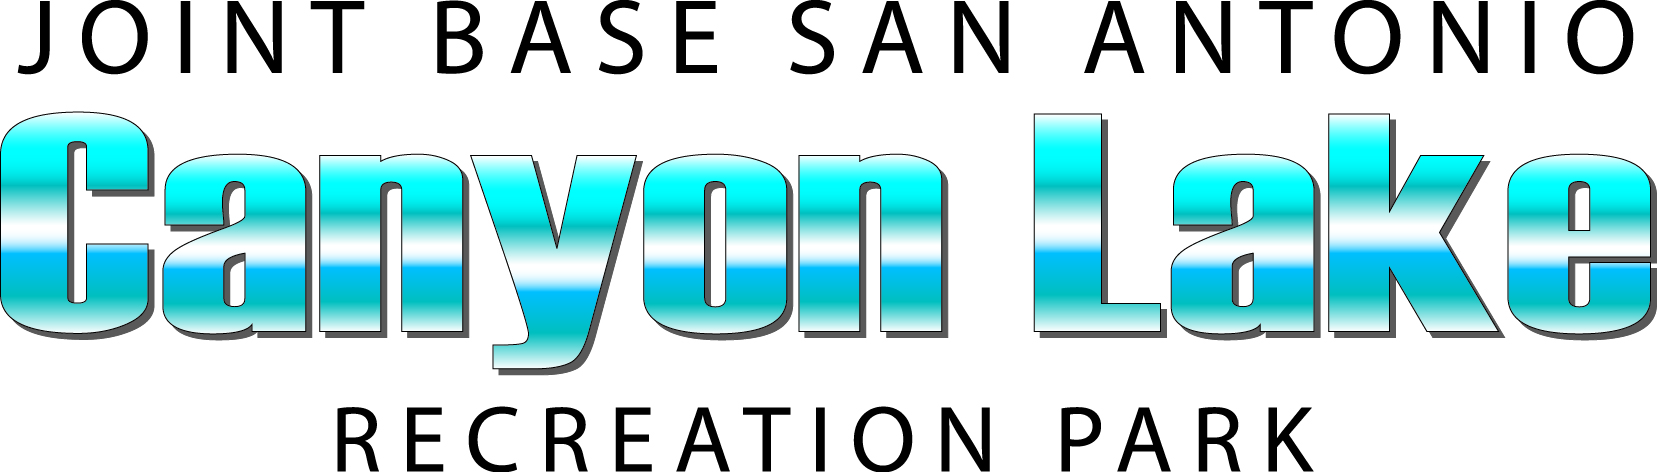 JOINT BASE SAN ANTONIO
Canyon Lake
RECREATION PARK